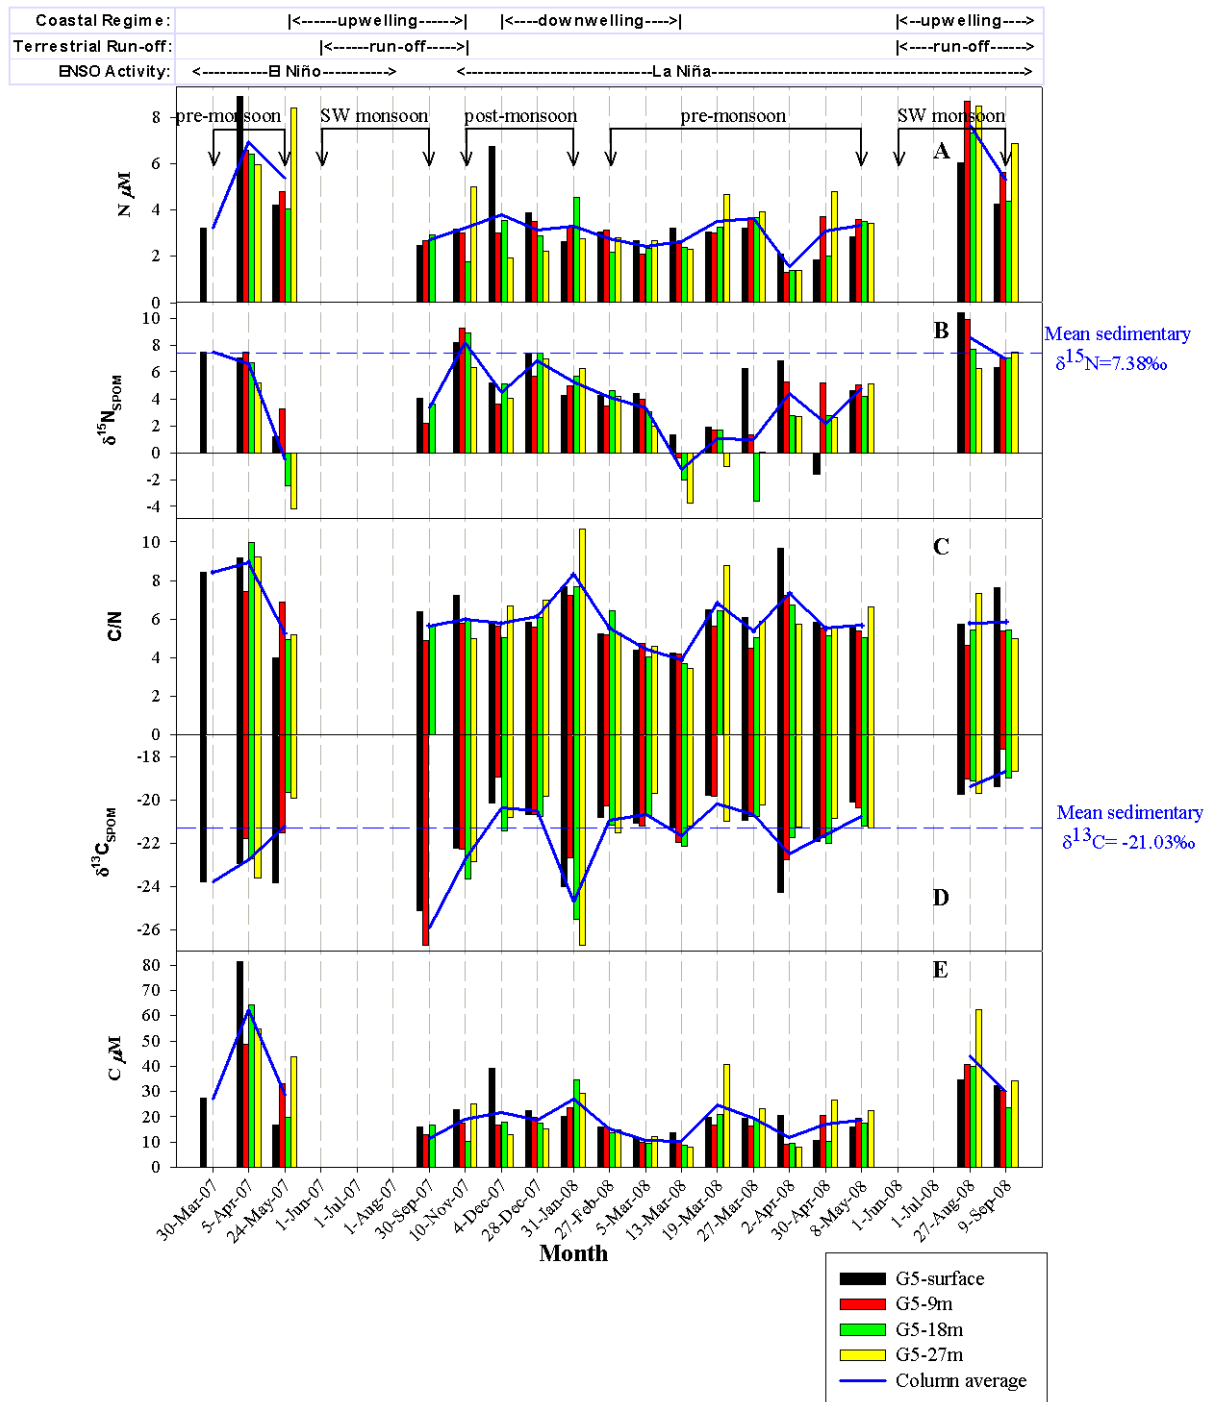 Coastal Regime: |<------upwelling------>| |<----downwelling---->| |<--upwelling---->
Terrestrial Run-off: |<------run-off----->| |<----run-off------>
ENSO Activity: <-----------El Niño-----------> <-----------------------------------La Niña------------------------------------------------------>
pre-monsoon SW monsoon post-monsoon pre-monsoon SW monsoon
A
N μM
8
6
4
2
0
B
δ15NSPOM
10
8
6
4
2
0
-2
-4
Mean sedimentary
δ15N=7.38‰
C
C/N
10
8
6
4
2
0
D
δ13CSPOM
-18
-20
-22
-24
-26
Mean sedimentary
δ13C= -21.03‰
E
C μM
80
70
60
50
40
30
20
10
0
30-Mar-07
5-Apr-07
24-May-07
1-Jun-07
1-Jul-07
1-Aug-07
30-Sep-07
10-Nov-07
4-Dec-07
28-Dec-07
31-Jan-08
27-Feb-08
5-Mar-08
13-Mar-08
19-Mar-08
27-Mar-08
2-Apr-08
30-Apr-08
8-May-08
1-Jun-08
1-Jul-08
27-Aug-08
9-Sep-08
Month
G5-surface
G5-9m
G5-18m
G5-27m
Column average